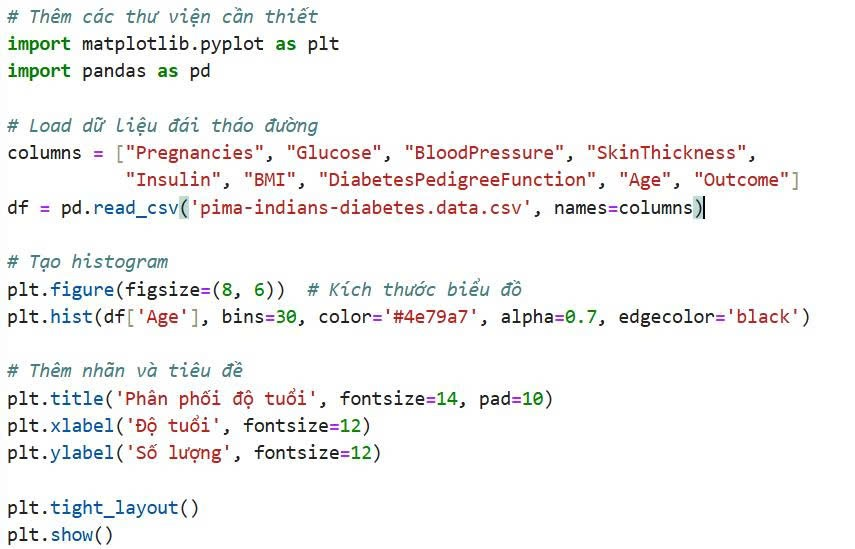 # Thêm các thư viện cần thiết
import matplotlib.pyplot as plt
import pandas as pd
# Load dữ liệu đái tháo đường
columns = ["Pregnancies", "Glucose", "BloodPressure", "SkinThickness",
"Insulin", "BMI", "DiabetesPedigreeFunction", "Age", "Outcome"]
df = pd.read_csv('pima-indians-diabetes.data.csv', names=columns)
# Tạo histogram
plt.figure(figsize=(8, 6))  # Kích thước biểu đồ
plt.hist(df['Age'], bins=30, color='#4e79a7', alpha=0.7, edgecolor='black')
# Thêm nhãn và tiêu đề
plt.title('Phân phối độ tuổi', fontsize=14, pad=10)
plt.xlabel('Độ tuổi', fontsize=12)
plt.ylabel('Số lượng', fontsize=12)
plt.tight_layout()
plt.show()